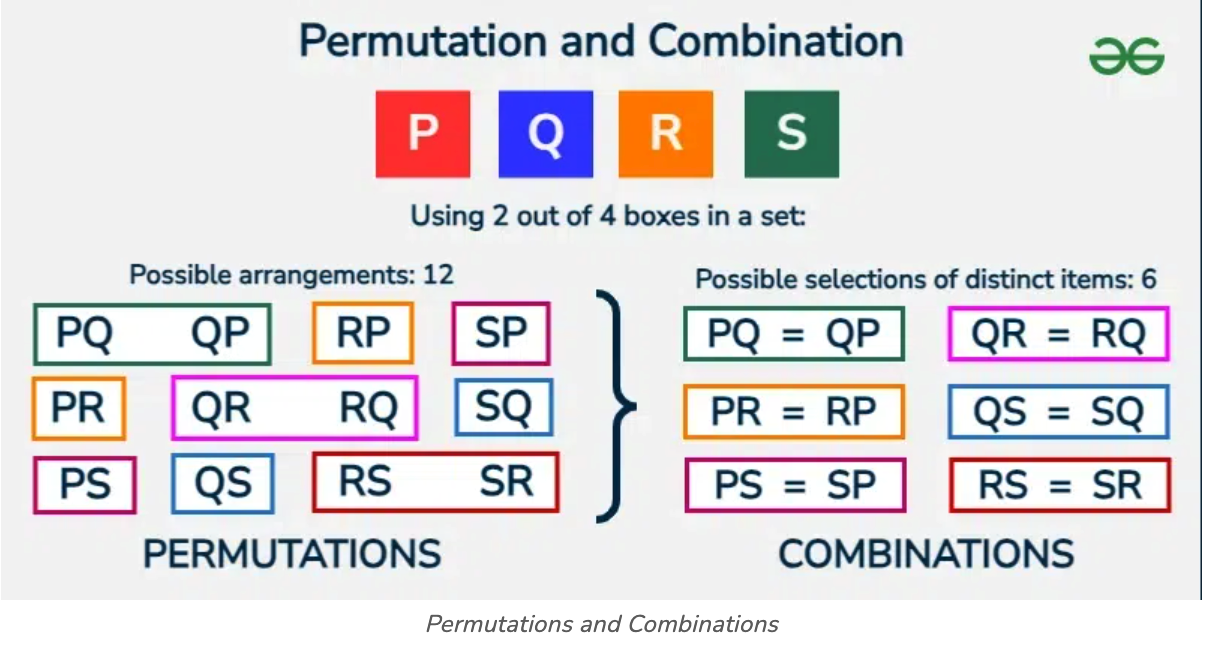 Permutation and Combination
P Q R S
Using 2 out of 4 boxes in a set:
Possible arrangements: 12
PQ QP RP SP
PR QR RQ SQ
PS QS RS SR
PERMUTATIONS
Possible selections of distinct items: 6
PQ = QP QR = RQ
PR = RP QS = SQ
PS = SP RS = SR
COMBINATIONS
Permutations and Combinations